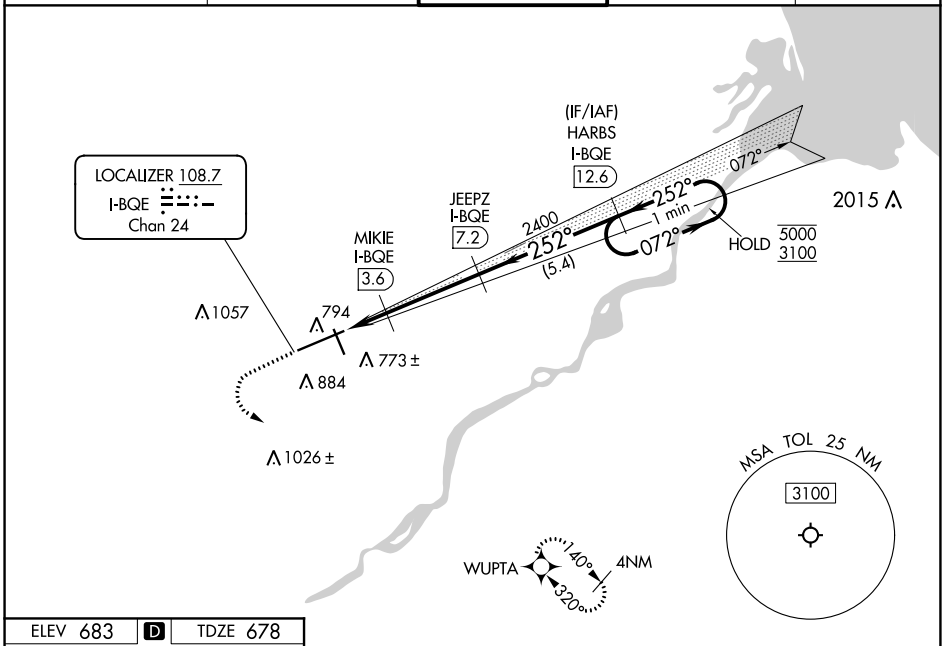 LOCALIZER 108.7
I-BQE
Chan 24
(IF/IAF)
HARBS
I-BQE
12.6
JEEPZ
I-BQE
7.2
MIKIE
I-BQE
3.6
2400
252°
(5.4)
252°
1 min
072°
072°
HOLD
5000
3100
2015
1057
794
773 ±
884
1026 ±
MSA TOL 25 NM
3100
WUPTA
140°
320°
4NM
ELEV 683 D TDZE 678